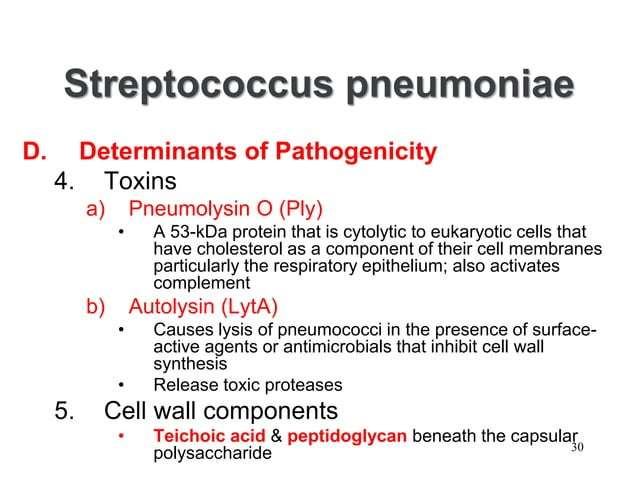 Streptococcus pneumoniae
D. Determinants of Pathogenicity
4. Toxins
a) Pneumolysin O (Ply)
• A 53-kDa protein that is cytolytic to eukaryotic cells that
have cholesterol as a component of their cell membranes
particularly the respiratory epithelium; also activates
complement
b) Autolysin (LytA)
• Causes lysis of pneumococci in the presence of surface-
active agents or antimicrobials that inhibit cell wall
synthesis
• Release toxic proteases
5. Cell wall components
• Teichoic acid & peptidoglycan beneath the capsular
polysaccharide
30